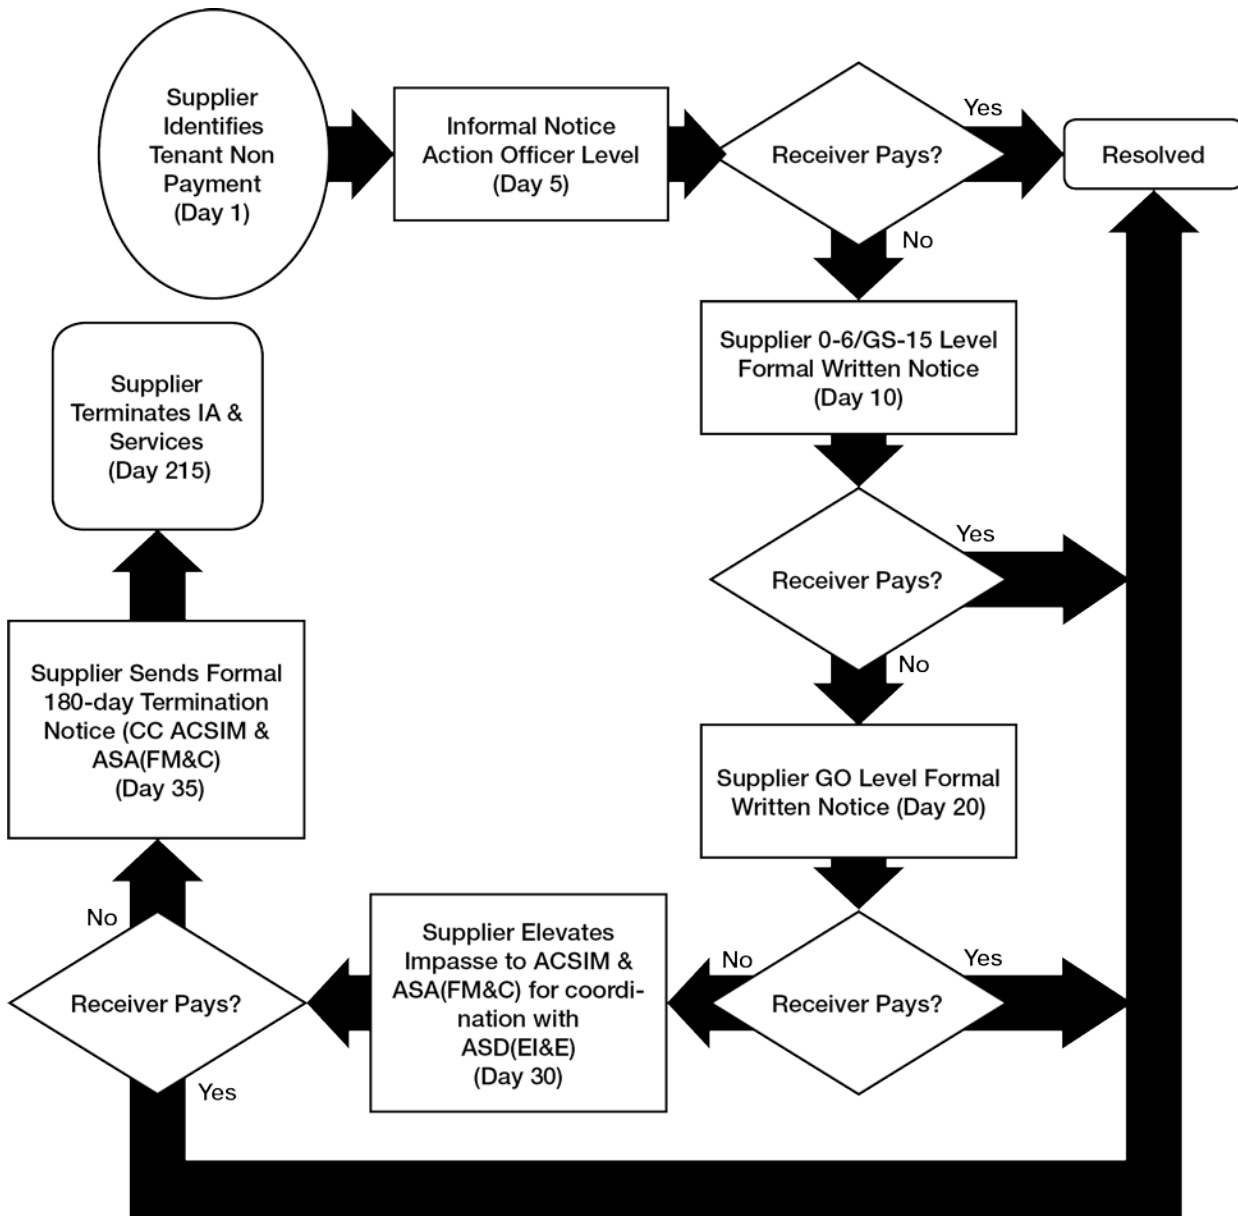 Supplier
Identifies
Tenant Non
Payment
(Day 1)
Informal Notice
Action Officer Level
(Day 5)
Receiver Pays?
Yes
Resolved
No
Supplier 0-6/GS-15 Level
Formal Written Notice
(Day 10)
Receiver Pays?
Yes
No
Supplier GO Level Formal
Written Notice (Day 20)
Receiver Pays?
Yes
No
Supplier Elevates
Impasse to ACSIM &
ASA(FM&C) for coordi-
nation with
ASD(EI&E)
(Day 30)
Receiver Pays?
Yes
No
Supplier Sends Formal
180-day Termination
Notice (CC ACSIM &
ASA(FM&C)
(Day 35)
Supplier
Terminates IA &
Services
(Day 215)